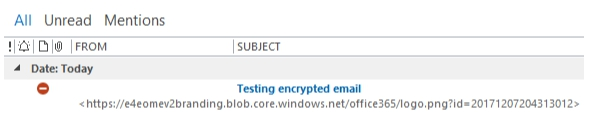 All Unread Mentions
! FROM SUBJECT
Date: Today
Testing encrypted email
<https://e4eomev2branding.blob.core.windows.net/office365/logo.png?id=20171207204313012>